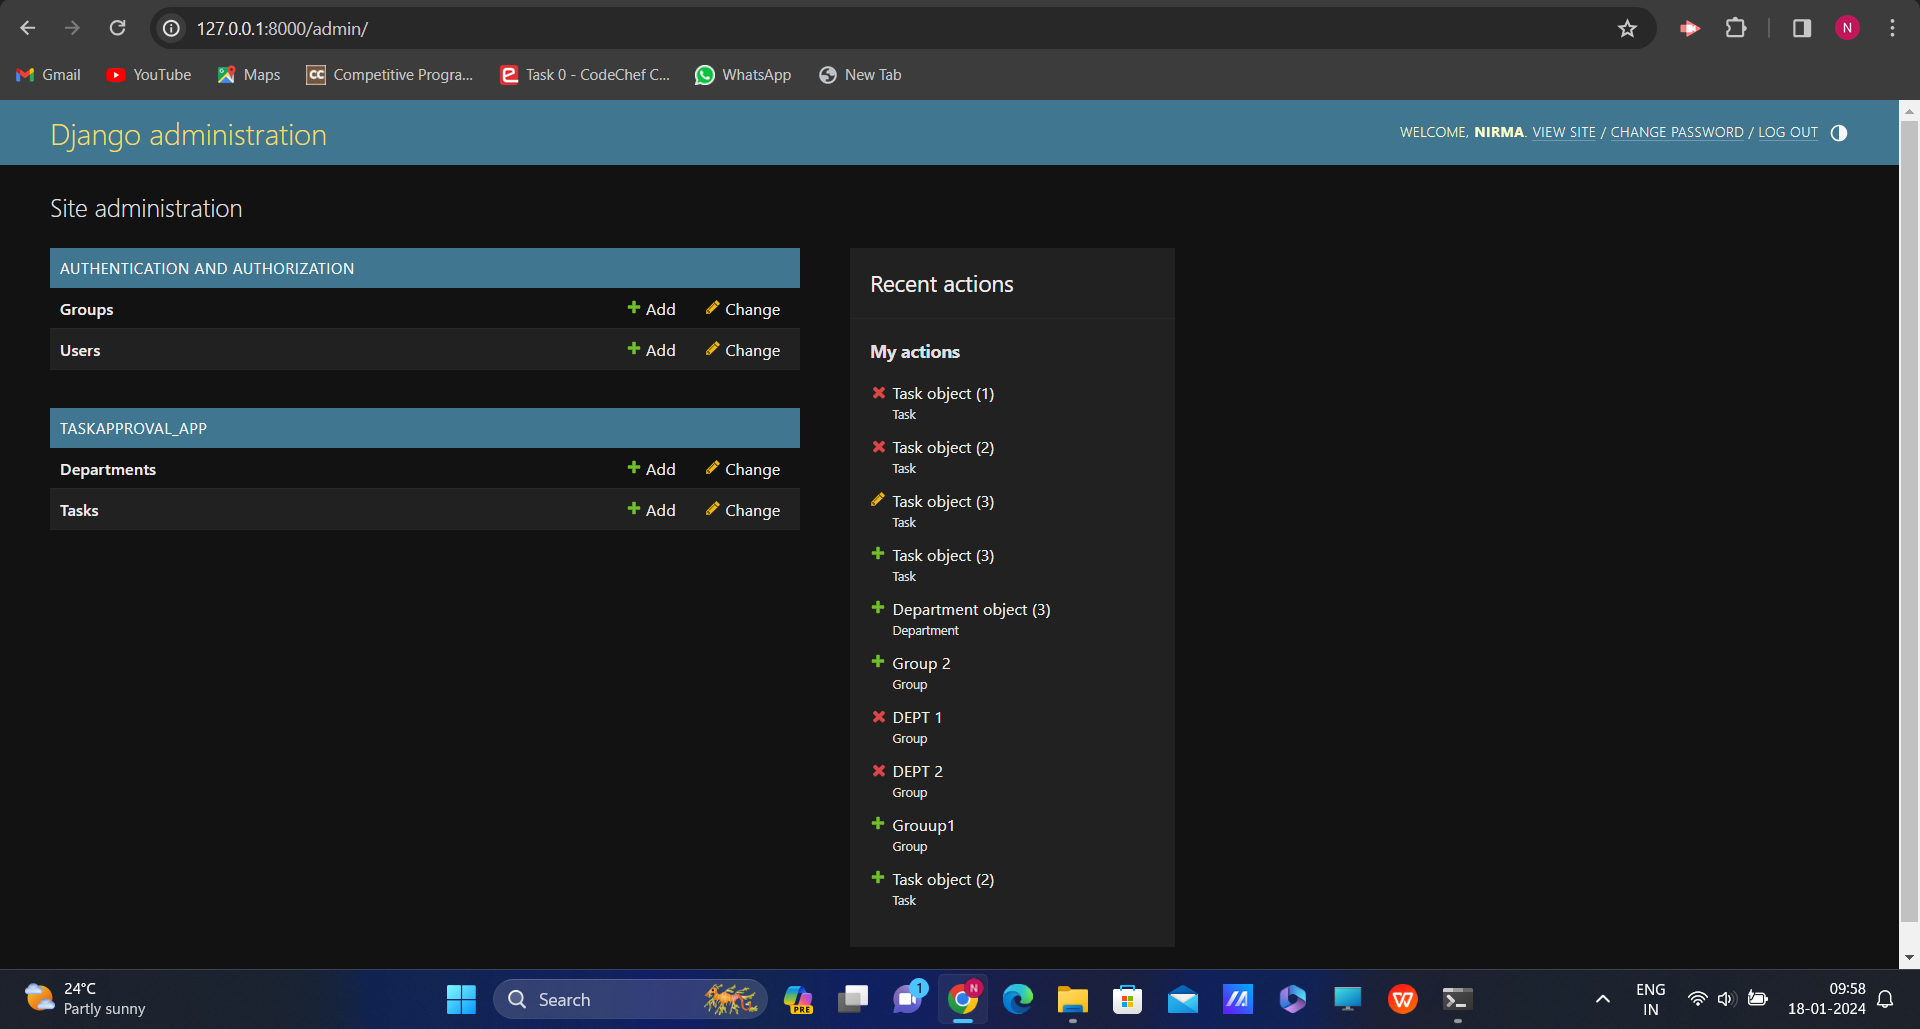 127.0.0.1:8000/admin/
N
Gmail YouTube Maps CC Competitive Progra... Task 0 - CodeChef C... WhatsApp New Tab
Django administration
WELCOME, NIRMA. VIEW SITE / CHANGE PASSWORD / LOG OUT
Site administration
AUTHENTICATION AND AUTHORIZATION
Groups Add Change
Users Add Change
TASKAPPROVAL_APP
Departments Add Change
Tasks Add Change
Recent actions
My actions
Task object (1)
Task
Task object (2)
Task
Task object (3)
Task
Task object (3)
Task
Department object (3)
Department
Group 2
Group
DEPT 1
Group
DEPT 2
Group
Grouup1
Group
Task object (2)
Task
24°C
Partly sunny
Search
PRE
1
N
W
ENG
IN
09:58
18-01-2024